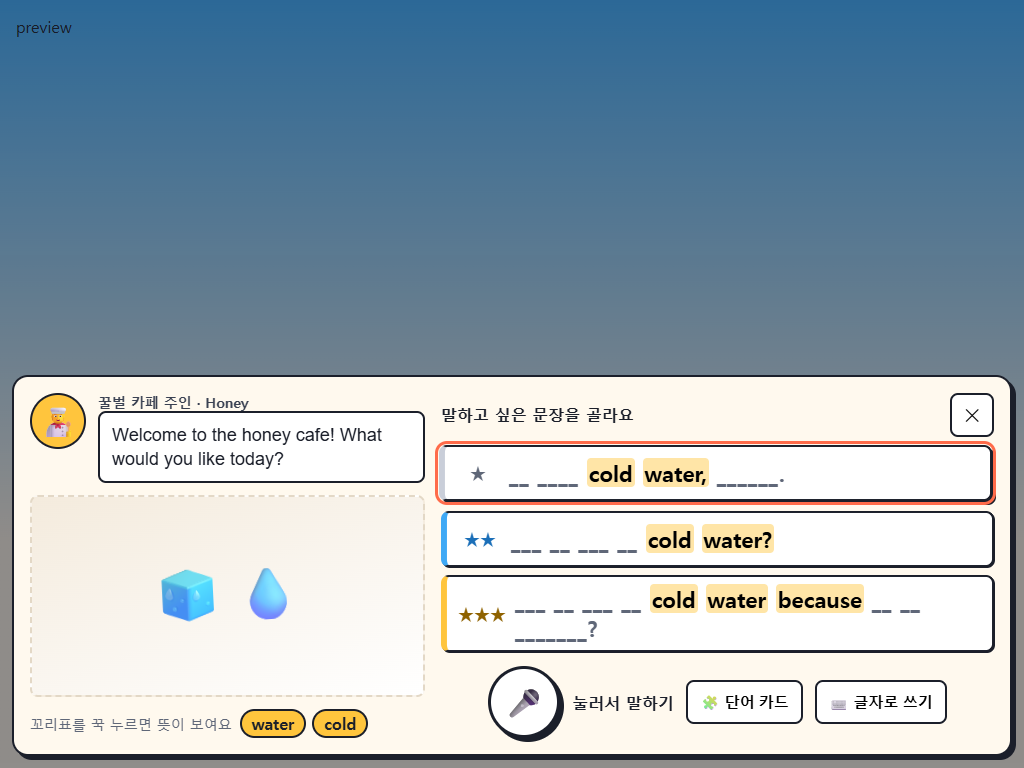 preview
꿀벌 카페 주인 · Honey
Welcome to the honey cafe! What
would you like today?
꼬리표를 꾹 누르면 뜻이 보여요 water cold
말하고 싶은 문장을 골라요
★ __ ____ cold water, ______.
★★ ___ __ ___ __ cold water?
★★★ ___ __ ___ __ cold water because __ __
_______?
눌러서 말하기 단어 카드 글자로 쓰기